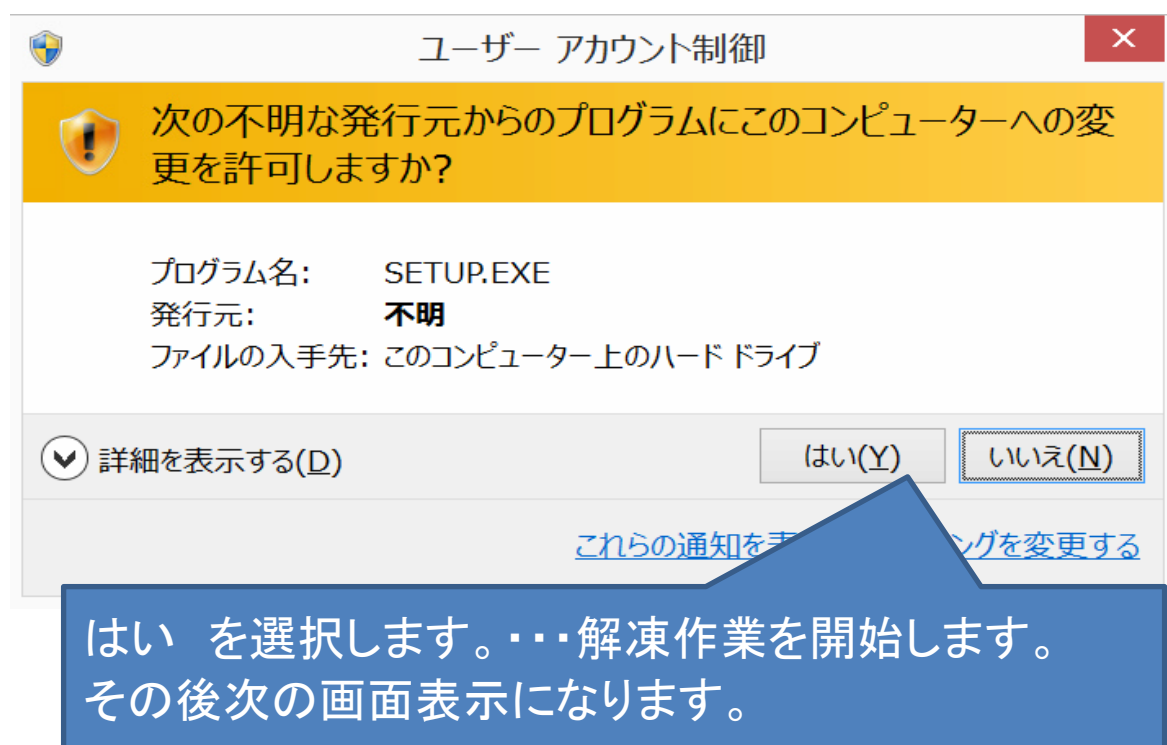 ユーザー アカウント制御
次の不明な発行元からのプログラムにこのコンピューターへの変
更を許可しますか?
プログラム名: SETUP.EXE
発行元: 不明
ファイルの入手先: このコンピューター上のハード ドライブ
詳細を表示する(D) はい(Y) いいえ(N)
これらの通知を ングを変更する
はい を選択します。・・・解凍作業を開始します。
その後次の画面表示になります。